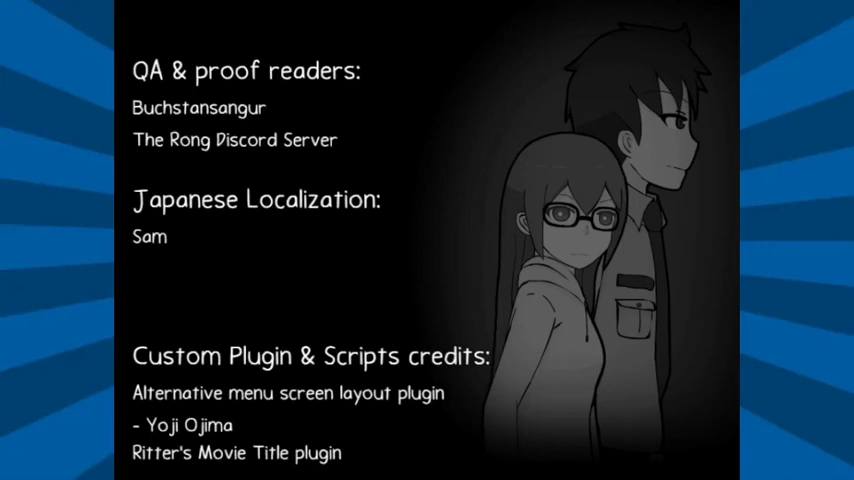 QA & proof readers:
Buchstansangur
The Rong Discord Server
Japanese Localization:
Sam
Custom Plugin & Scripts credits:
Alternative menu screen layout plugin
- Yoji Ojima
Ritter's Movie Title plugin